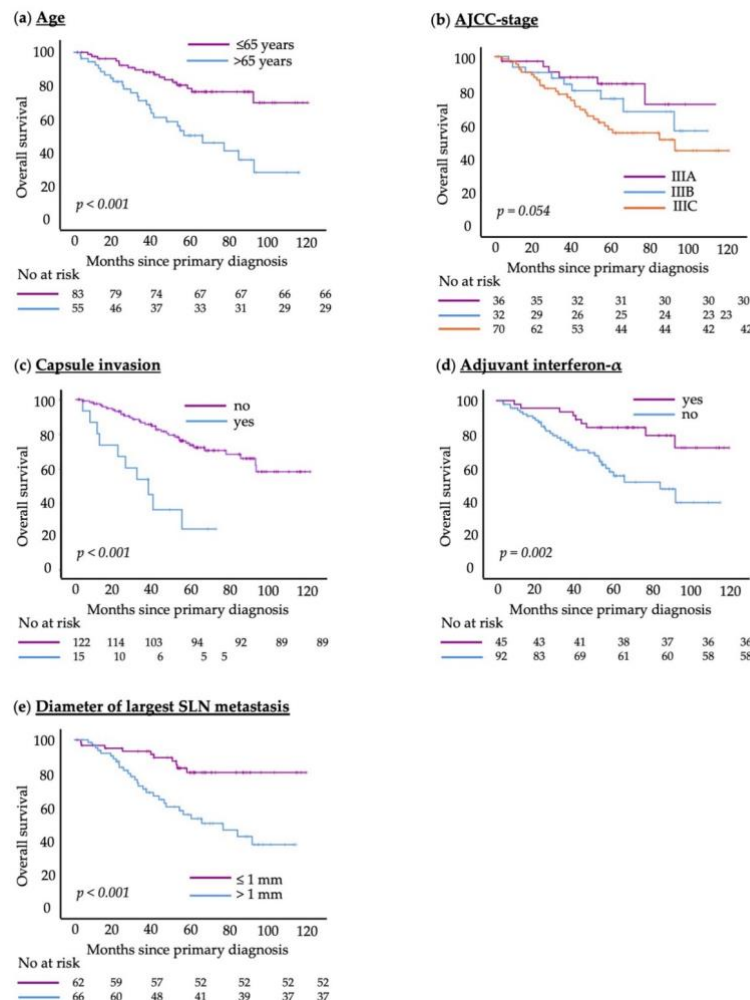 (a) Age
100
80
60
40
20
0
Overall survival
≤65 years
>65 years
p < 0.001
0 20 40 60 80 100 120
Months since primary diagnosis
No at risk
83 79 74 67 67 66 66
55 46 37 33 31 29 29
(b) AJCC-stage
100
80
60
40
20
0
Overall survival
IIIA
IIIB
IIIC
p = 0.054
0 20 40 60 80 100 120
Months since primary diagnosis
No at risk
36 35 32 31 30 30 30
32 29 26 25 24 23 23
70 62 53 44 44 42 42
(c) Capsule invasion
100
80
60
40
20
0
Overall survival
no
yes
p < 0.001
0 20 40 60 80 100 120
Months since primary diagnosis
No at risk
122 114 103 94 92 89 89
15 10 6 5 5
(d) Adjuvant interferon-α
100
80
60
40
20
0
Overall survival
yes
no
p = 0.002
0 20 40 60 80 100 120
Months since primary diagnosis
No at risk
45 43 41 38 37 36 36
92 83 69 61 60 58 58
(e) Diameter of largest SLN metastasis
100
80
60
40
20
0
Overall survival
≤ 1 mm
> 1 mm
p < 0.001
0 20 40 60 80 100 120
Months since primary diagnosis
No at risk
62 59 57 52 52 52 52
66 60 48 41 39 37 37